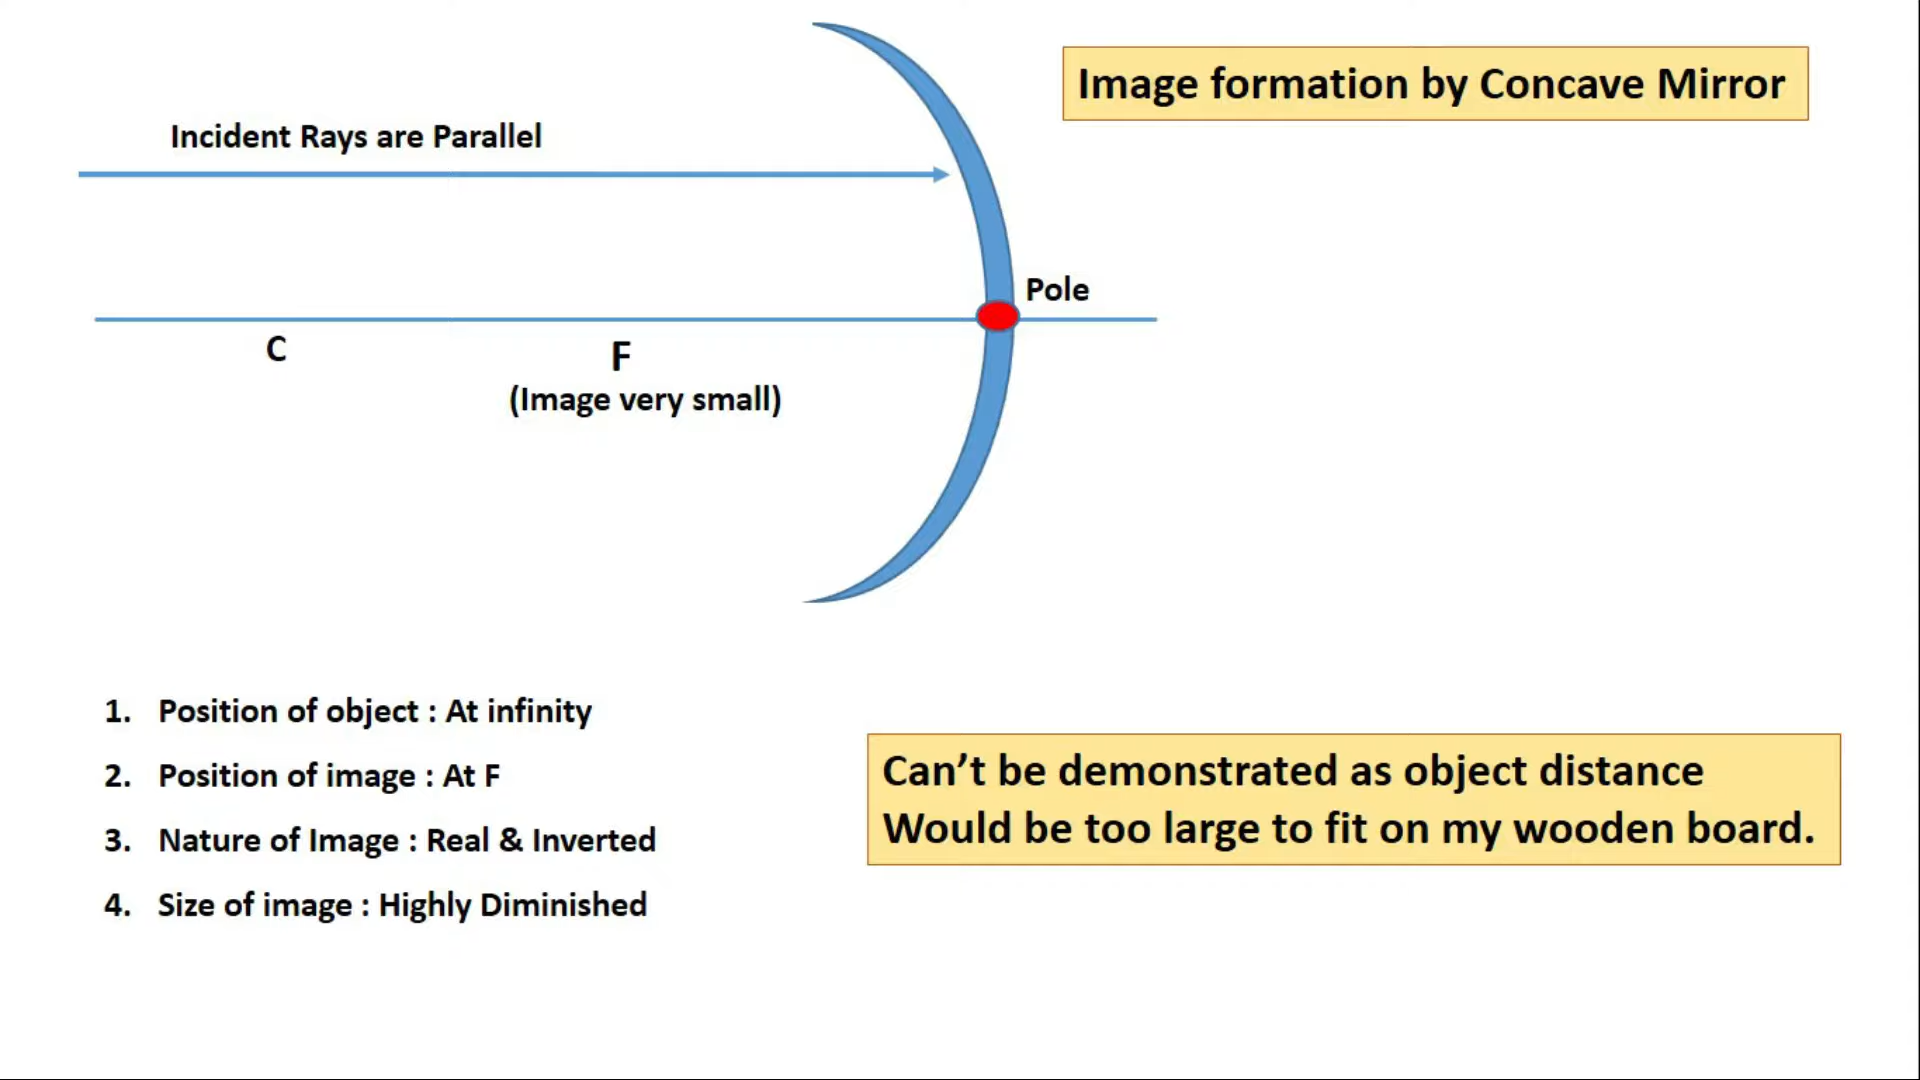 Image formation by Concave Mirror
Incident Rays are Parallel
Pole
C
F
(Image very small)
1. Position of object : At infinity
2. Position of image : At F
3. Nature of Image : Real & Inverted
4. Size of image : Highly Diminished
Can’t be demonstrated as object distance
Would be too large to fit on my wooden board.